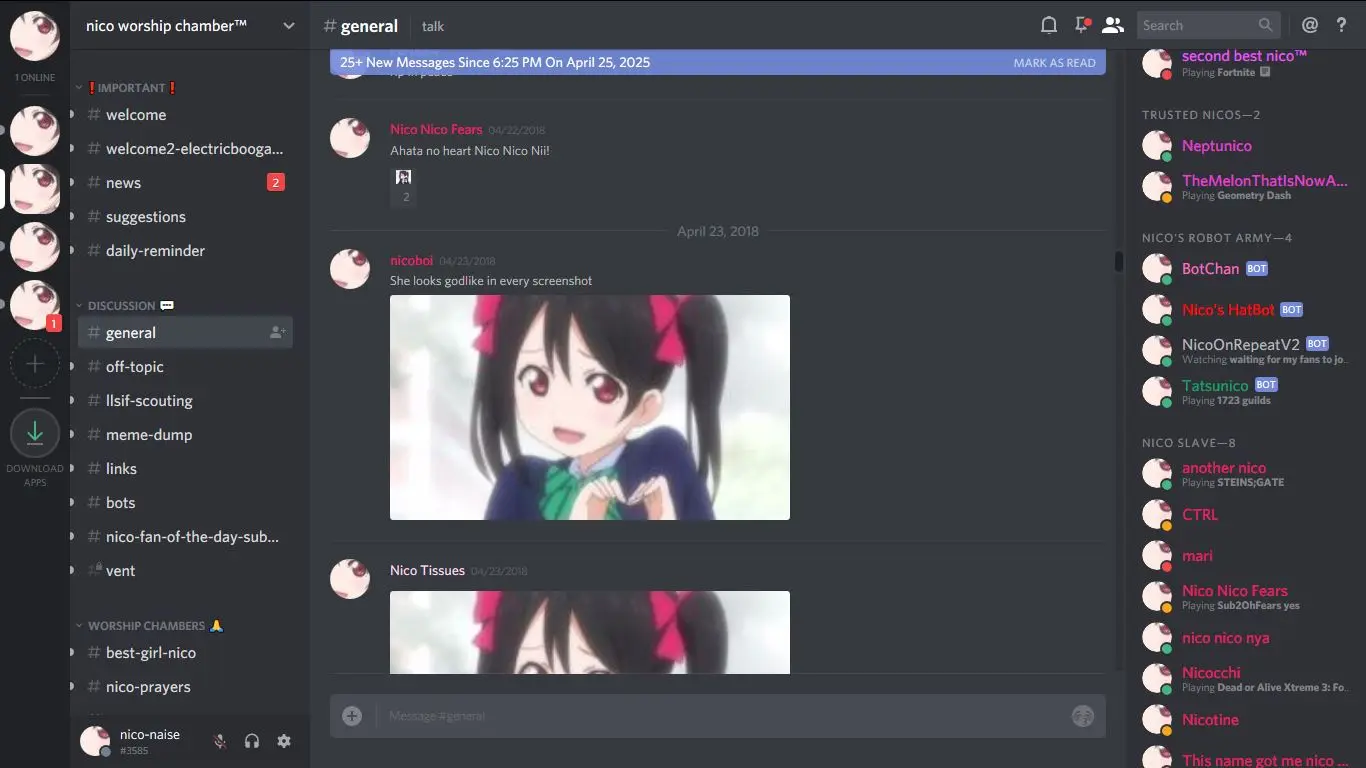 1 ONLINE
1
DOWNLOAD
APPS
nico worship chamber™
❗IMPORTANT❗
# welcome
# welcome2-electricbooga...
# news
2
# suggestions
# daily-reminder
DISCUSSION 💬
# general
# off-topic
# llsif-scouting
# meme-dump
# links
# bots
# nico-fan-of-the-day-sub...
vent
WORSHIP CHAMBERS 🙏
# best-girl-nico
# nico-prayers
nico-naise
#3585
# general
talk
Search
@
?
25+ New Messages Since 6:25 PM On April 25, 2025
MARK AS READ
Nico Nico Fears 04/22/2018
Ahata no heart Nico Nico Nii!
2
April 23, 2018
nicoboi 04/23/2018
She looks godlike in every screenshot
Nico Tissues 04/23/2018
Message #general
second best nico™
Playing Fortnite
TRUSTED NICOS—2
Neptunico
TheMelonThatIsNowA...
Playing Geometry Dash
NICO'S ROBOT ARMY—4
BotChan BOT
Nico's HatBot BOT
NicoOnRepeatV2 BOT
Watching waiting for my fans to jo...
Tatsunico BOT
Playing 1723 guilds
NICO SLAVE—8
another nico
Playing STEINS;GATE
CTRL
mari
Nico Nico Fears
Playing Sub2OhFears yes
nico nico nya
Nicocchi
Playing Dead or Alive Xtreme 3: Fo...
Nicotine
This name got me nico ...